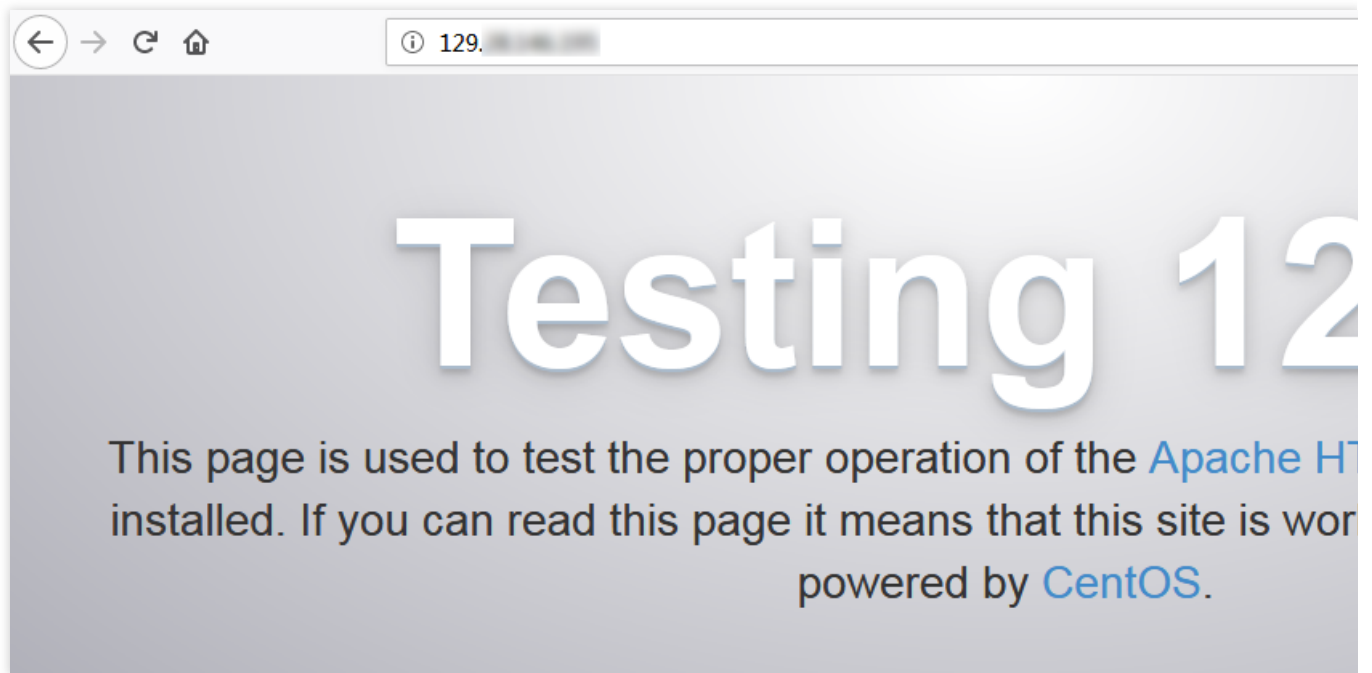 129.
Testing 12
This page is used to test the proper operation of the Apache HT
installed. If you can read this page it means that this site is wor
powered by CentOS.